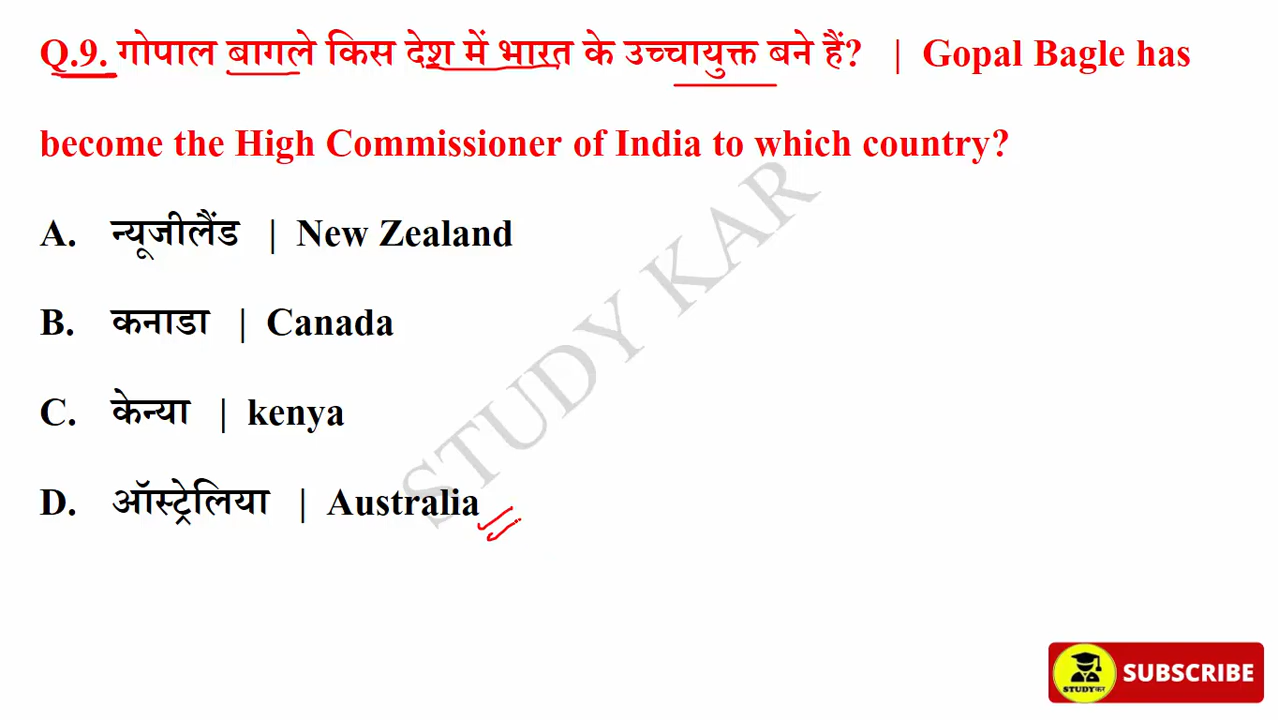 Q.9. गोपाल बागले किस देश में भारत के उच्चायुक्त बने हैं? | Gopal Bagle has
become the High Commissioner of India to which country?
A. न्यूजीलैंड | New Zealand
B. कनाडा | Canada
C. केन्या | kenya
D. ऑस्ट्रेलिया | Australia
STUDY KAR
STUDYकर
SUBSCRIBE